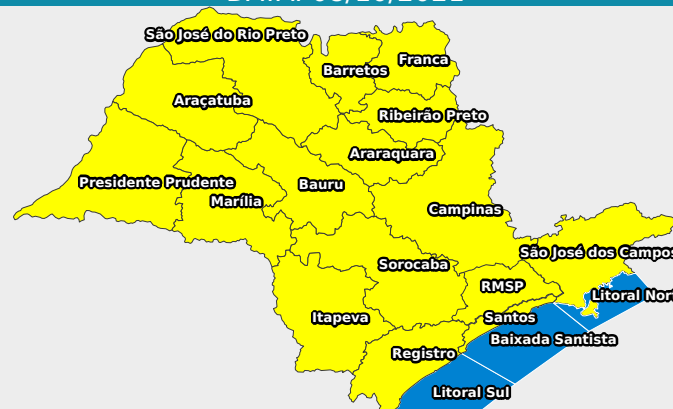 São José do Rio Preto
Franca
Barretos
Araçatuba
Ribeirão Preto
Araraquara
Presidente Prudente
Bauru
Marília
Campinas
São José dos Campos
Sorocaba
RMSP
Litoral Nort
Itapeva
Santos
Baixada Santista
Registro
Litoral Sul